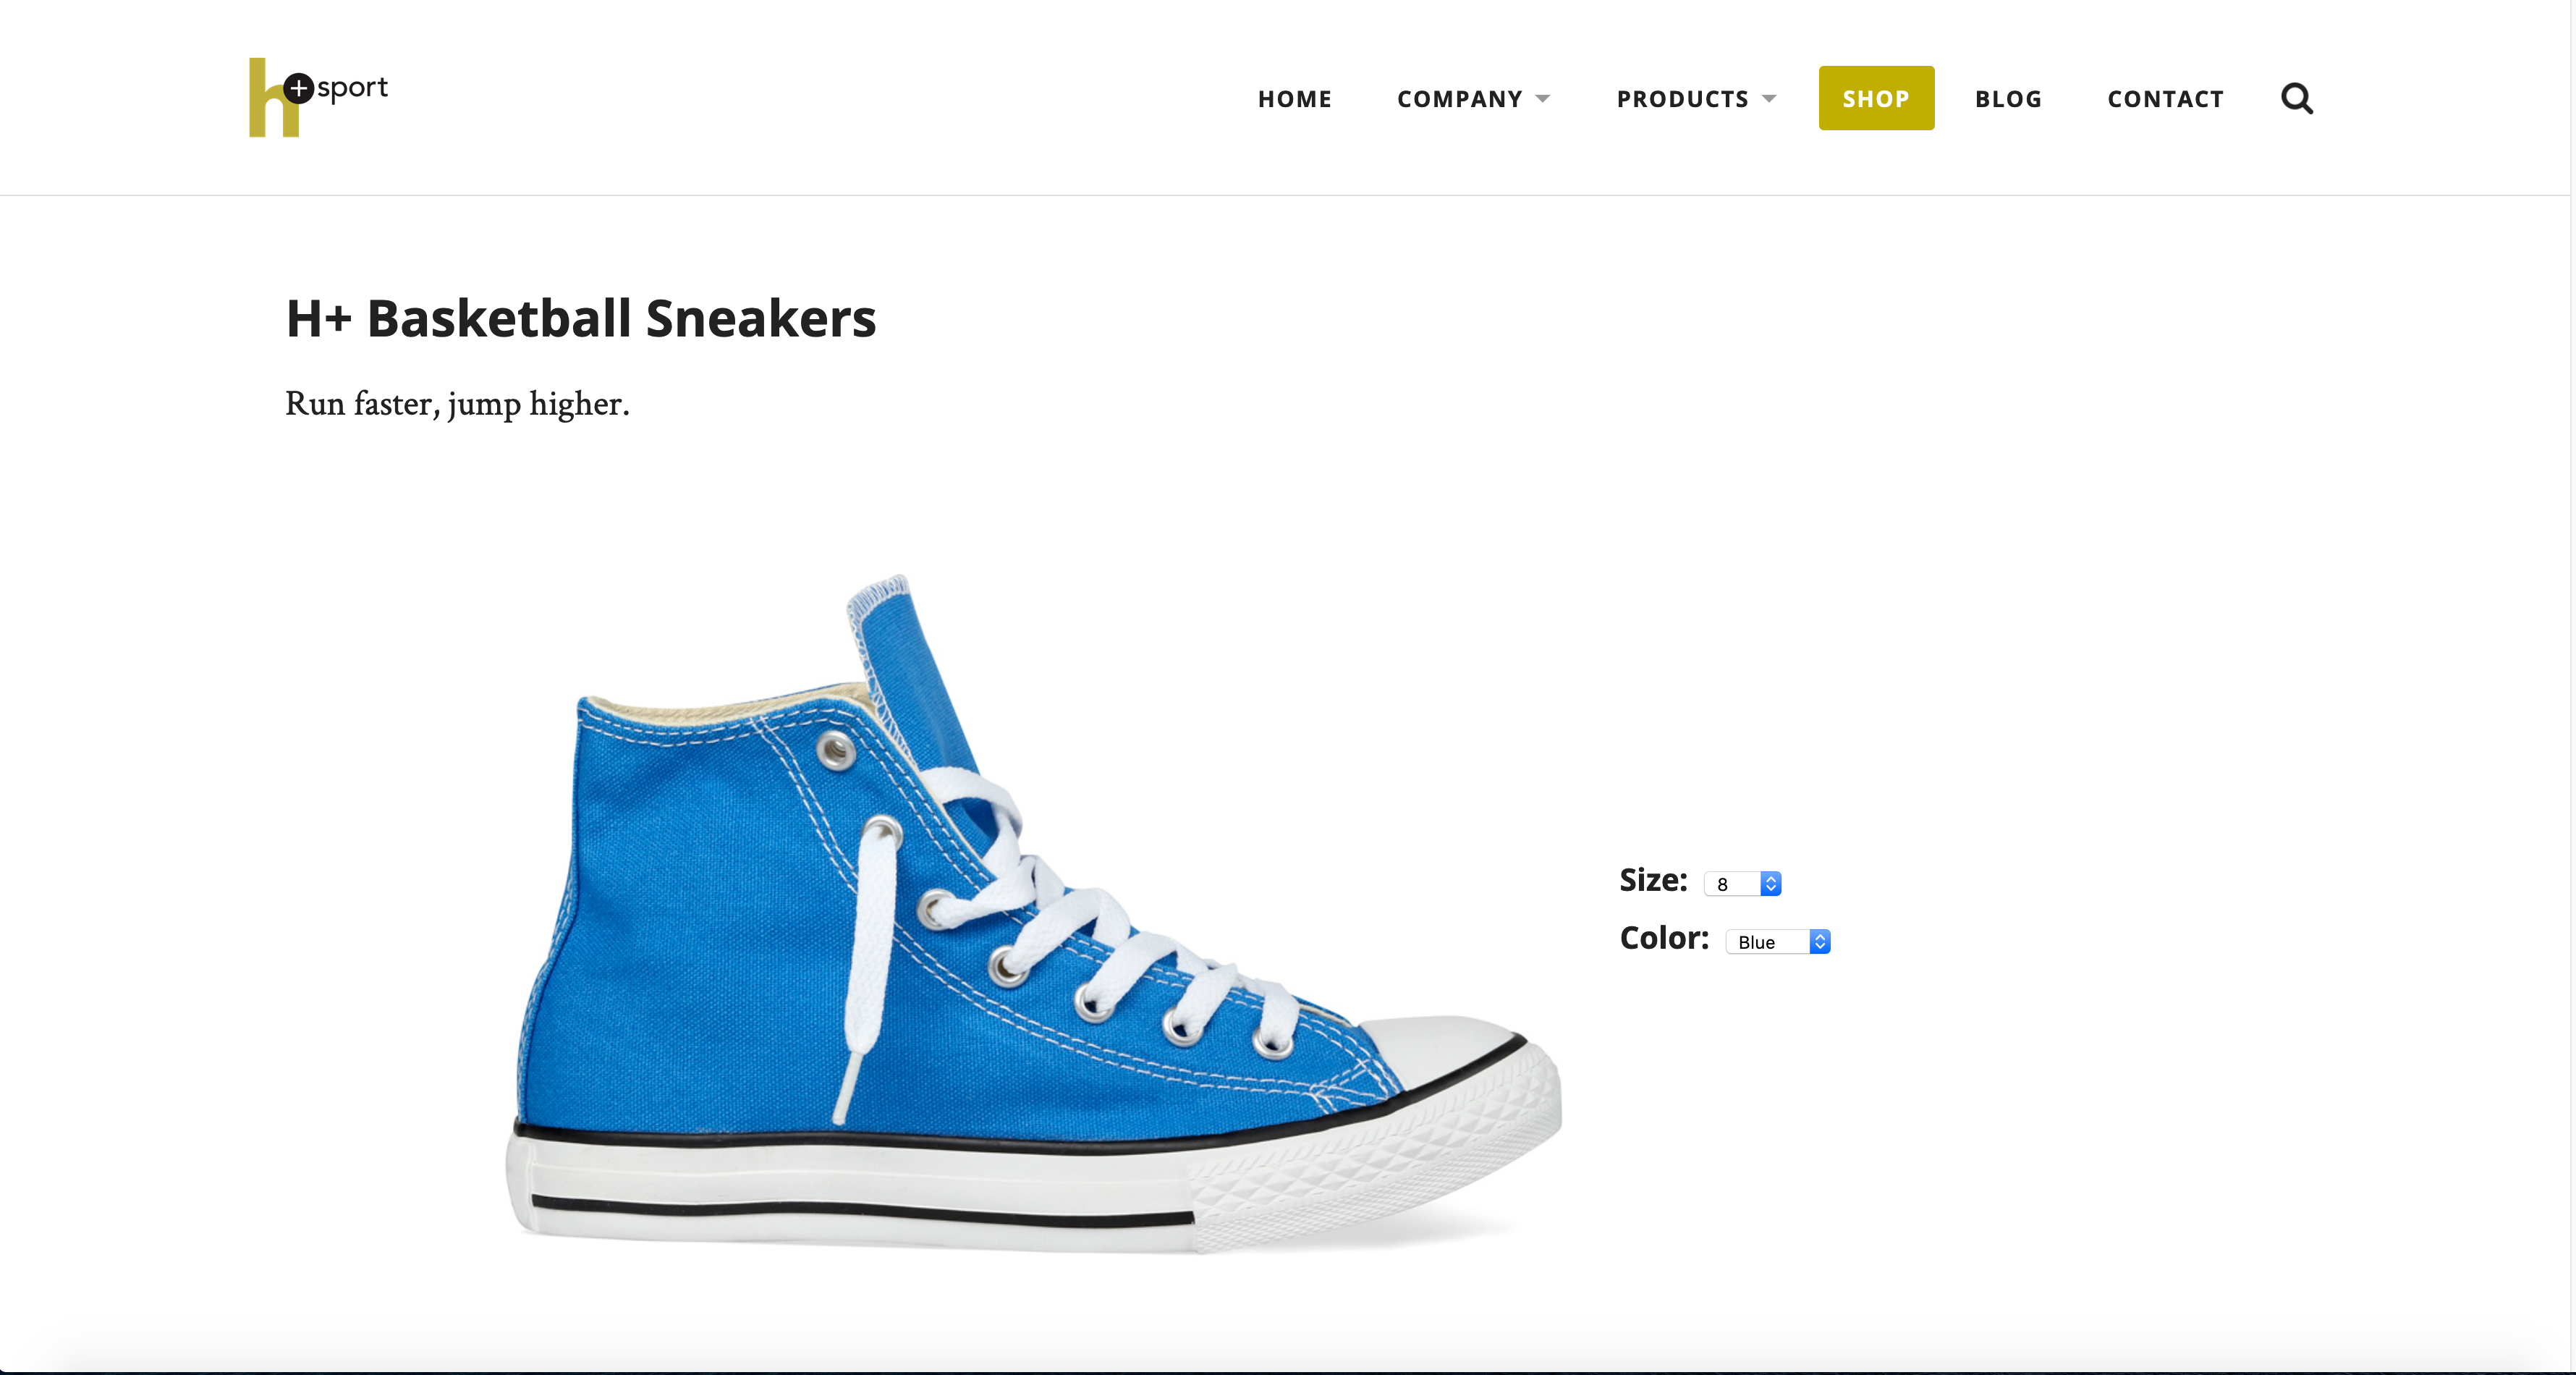 h+sport
HOME COMPANY PRODUCTS SHOP BLOG CONTACT
H+ Basketball Sneakers
Run faster, jump higher.
Size: 8
Color: Blue